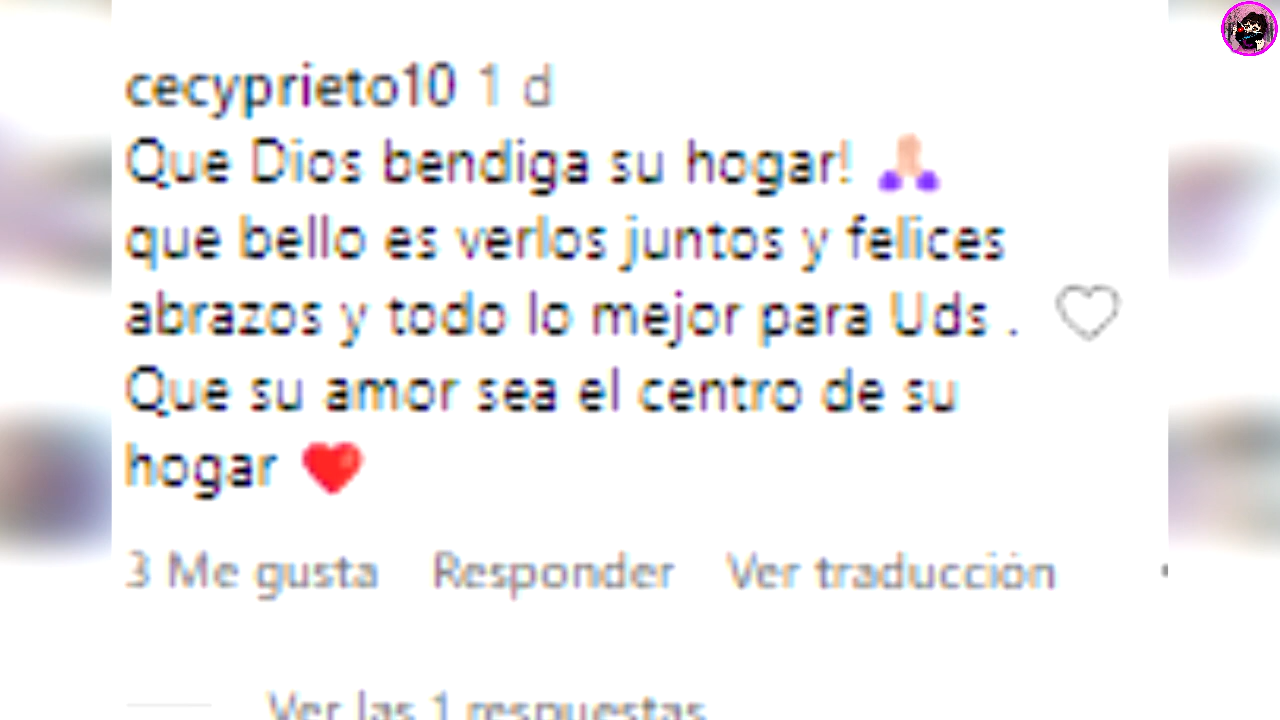 cecyprieto10 1 d
Que Dios bendiga su hogar! 🙏🏻
que bello es verlos juntos y felices
abrazos y todo lo mejor para Uds .
Que su amor sea el centro de su
hogar ❤️
3 Me gusta Responder Ver traducción
Ver las 1 respuestas